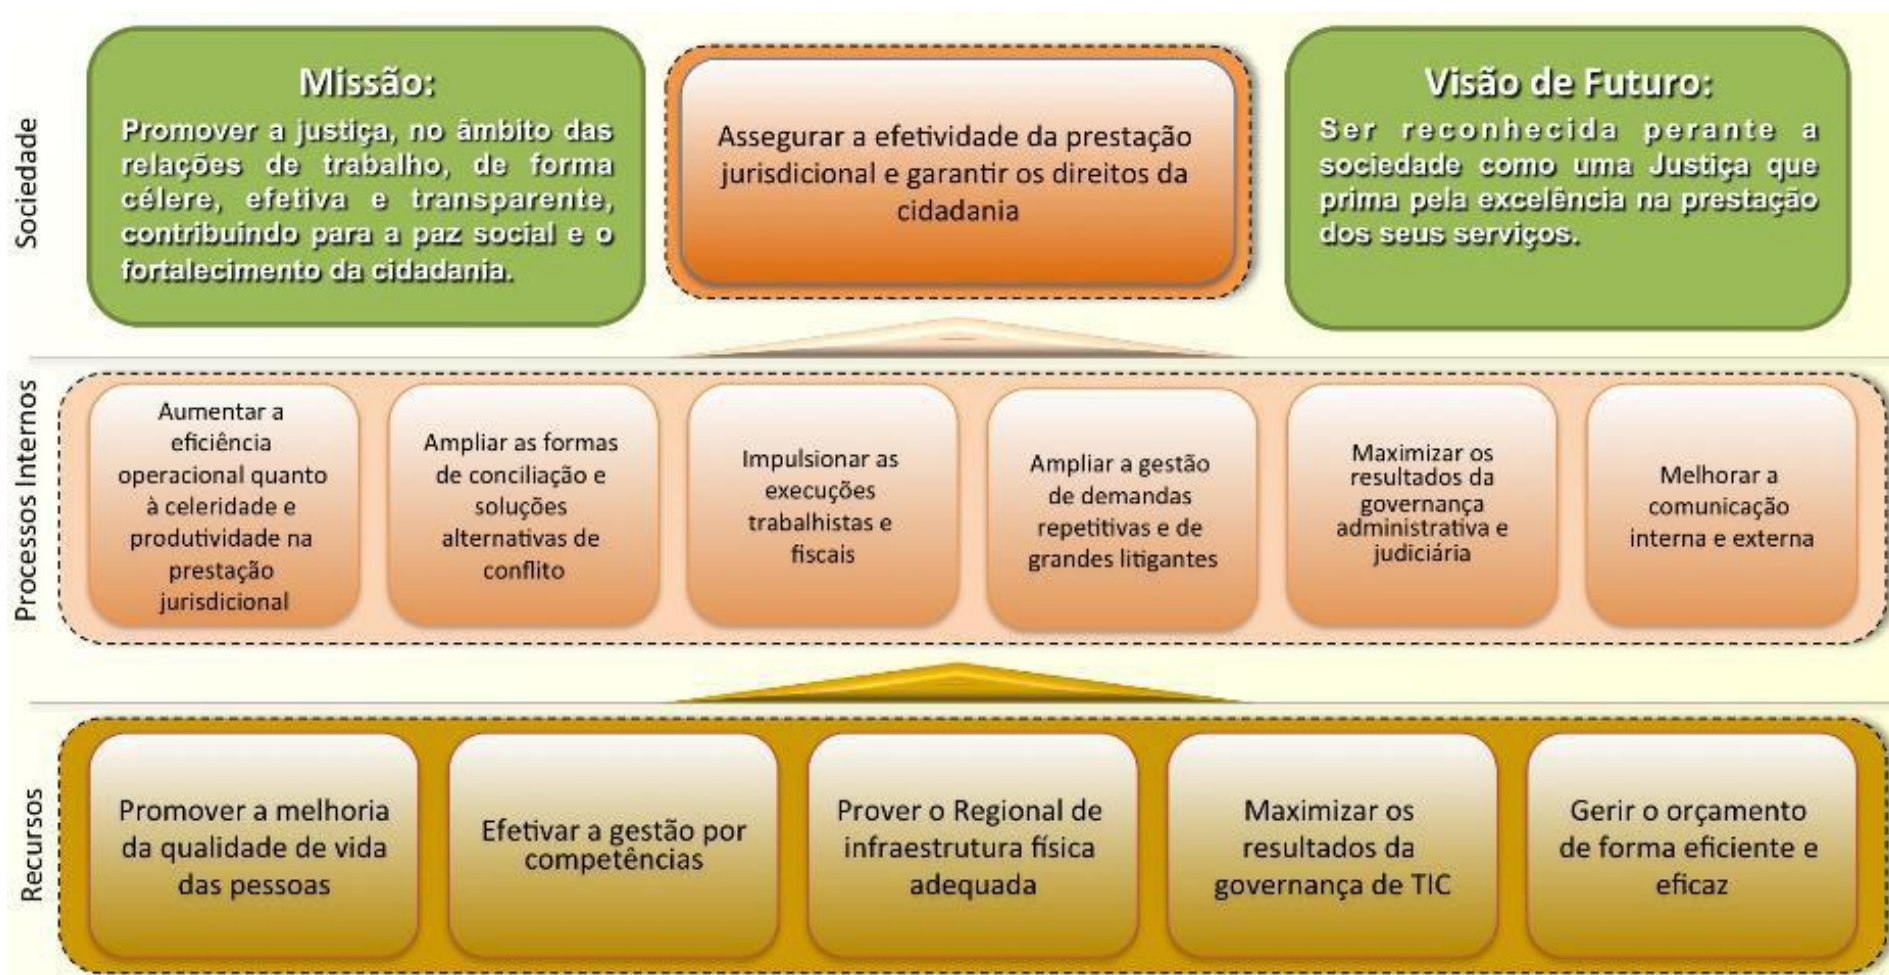 Sociedade
Missão:
Promover a justiça, no âmbito das
relações de trabalho, de forma
célere, efetiva e transparente,
contribuindo para a paz social e o
fortalecimento da cidadania.
Assegurar a efetividade da prestação
jurisdicional e garantir os direitos da
cidadania
Visão de Futuro:
Ser reconhecida perante a
sociedade como uma Justiça que
prima pela excelência na prestação
dos seus serviços.
Processos Internos
Aumentar a
eficiência
operacional quanto
à celeridade e
produtividade na
prestação
jurisdicional
Ampliar as formas
de conciliação e
soluções
alternativas de
conflito
Impulsionar as
execuções
trabalhistas e
fiscais
Ampliar a gestão
de demandas
repetitivas e de
grandes litigantes
Maximizar os
resultados da
governança
administrativa e
judiciária
Melhorar a
comunicação
interna e externa
Recursos
Promover a melhoria
da qualidade de vida
das pessoas
Efetivar a gestão por
competências
Prover o Regional de
infraestrutura física
adequada
Maximizar os
resultados da
governança de TIC
Gerir o orçamento
de forma eficiente e
eficaz